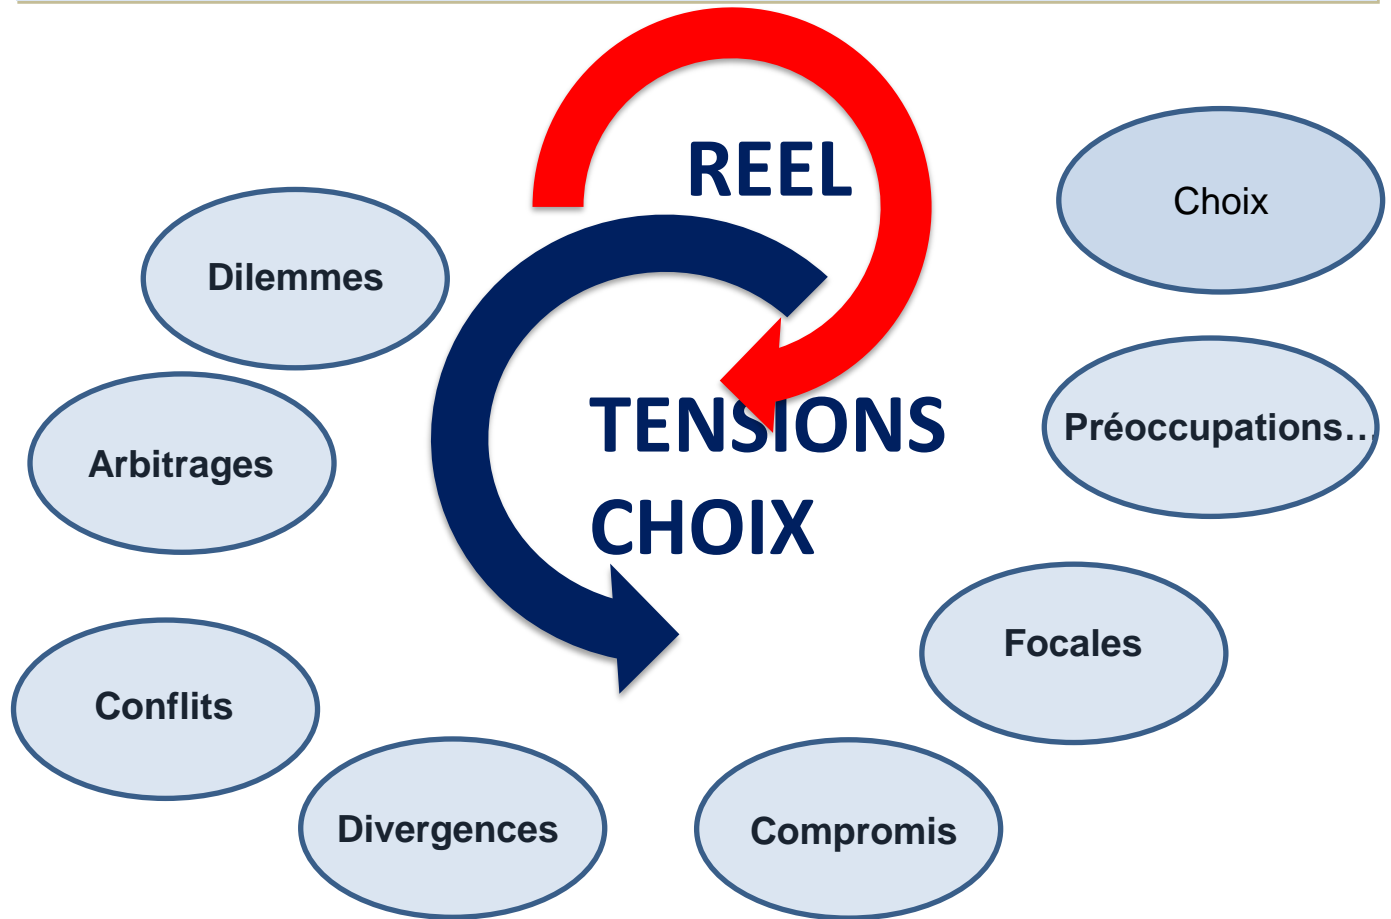 REEL
Choix
Dilemmes
TENSIONS
CHOIX
Préoccupations…
Arbitrages
Focales
Conflits
Divergences
Compromis